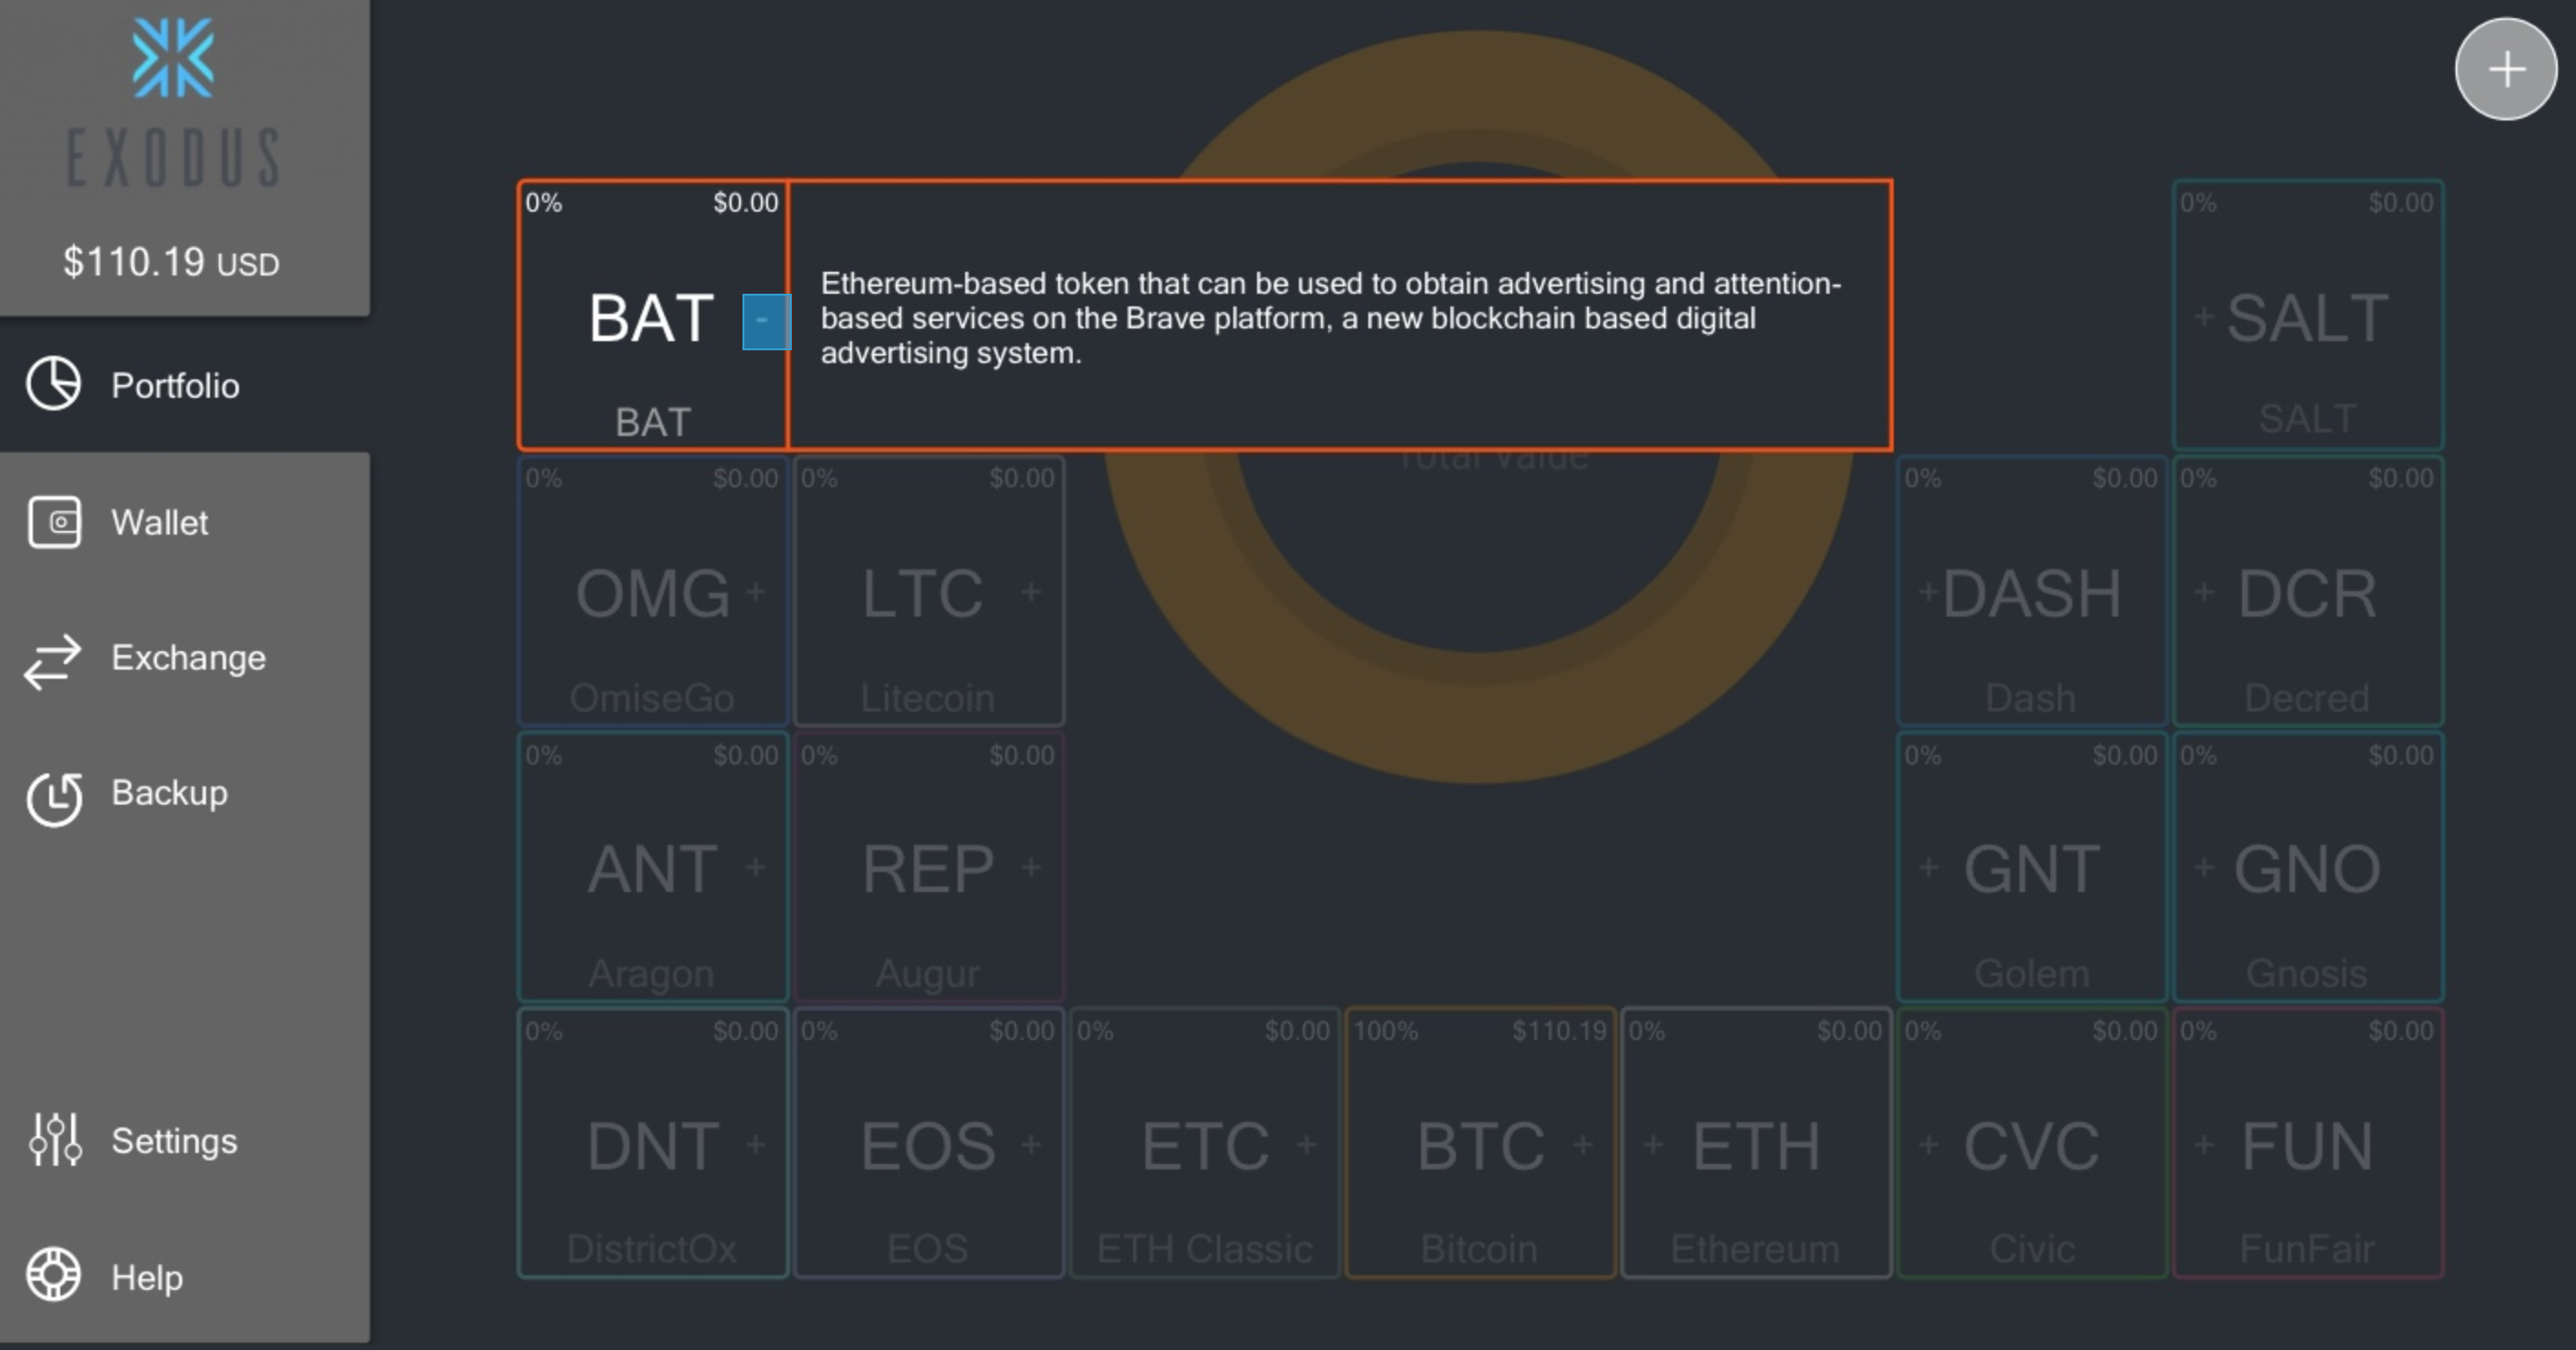 EXODUS
$110.19 USD
Portfolio
Wallet
Exchange
Backup
Settings
Help
+
0% $0.00
BAT -
BAT
Ethereum-based token that can be used to obtain advertising and attention-
based services on the Brave platform, a new blockchain based digital
advertising system.
0% $0.00
+ SALT
SALT
Total Value
0% $0.00
OMG +
OmiseGo
0% $0.00
LTC +
Litecoin
0% $0.00
+DASH
Dash
0% $0.00
+ DCR
Decred
0% $0.00
ANT +
Aragon
0% $0.00
REP +
Augur
0% $0.00
+ GNT
Golem
0% $0.00
+ GNO
Gnosis
0% $0.00
DNT +
DistrictOx
0% $0.00
EOS +
EOS
0% $0.00
ETC +
ETH Classic
100% $110.19
BTC +
Bitcoin
0% $0.00
+ ETH
Ethereum
0% $0.00
+ CVC
Civic
0% $0.00
+ FUN
FunFair